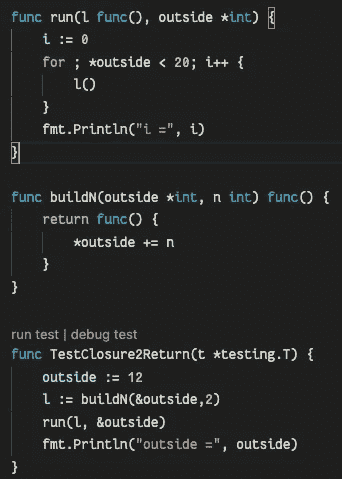 func run(l func(), outside *int) {
    i := 0
    for ; *outside < 20; i++ {
        l()
    }
    fmt.Println("i =", i)
}
func buildN(outside *int, n int) func() {
    return func() {
        *outside += n
    }
}
run test | debug test
func TestClosure2Return(t *testing.T) {
    outside := 12
    l := buildN(&outside,2)
    run(l, &outside)
    fmt.Println("outside =", outside)
}